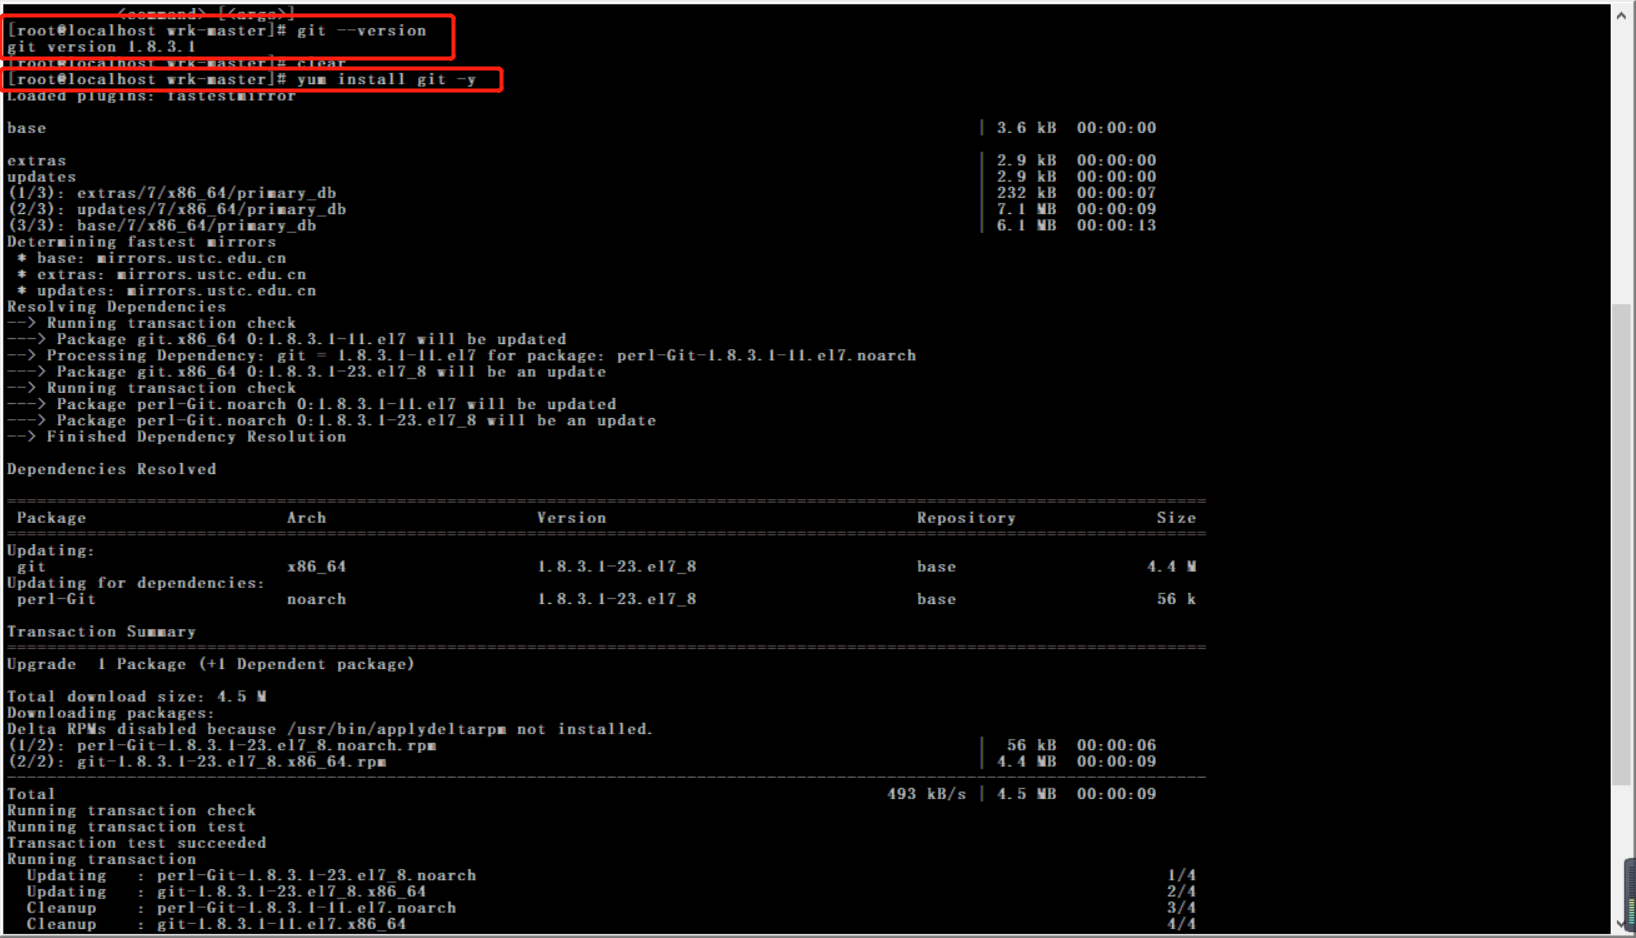 <command> [<args>]
[root@localhost wrk-master]# git --version
git version 1.8.3.1
[root@localhost wrk-master]# clear
[root@localhost wrk-master]# yum install git -y
Loaded plugins: fastestmirror
base | 3.6 kB 00:00:00
extras | 2.9 kB 00:00:00
updates | 2.9 kB 00:00:00
(1/3): extras/7/x86_64/primary_db | 232 kB 00:00:07
(2/3): updates/7/x86_64/primary_db | 7.1 MB 00:00:09
(3/3): base/7/x86_64/primary_db | 6.1 MB 00:00:13
Determining fastest mirrors
* base: mirrors.ustc.edu.cn
* extras: mirrors.ustc.edu.cn
* updates: mirrors.ustc.edu.cn
Resolving Dependencies
--> Running transaction check
---> Package git.x86_64 0:1.8.3.1-11.el7 will be updated
--> Processing Dependency: git = 1.8.3.1-11.el7 for package: perl-Git-1.8.3.1-11.el7.noarch
---> Package git.x86_64 0:1.8.3.1-23.el7_8 will be an update
--> Running transaction check
---> Package perl-Git.noarch 0:1.8.3.1-11.el7 will be updated
---> Package perl-Git.noarch 0:1.8.3.1-23.el7_8 will be an update
--> Finished Dependency Resolution
Dependencies Resolved
Package Arch Version Repository Size
Updating:
git x86_64 1.8.3.1-23.el7_8 base 4.4 M
Updating for dependencies:
perl-Git noarch 1.8.3.1-23.el7_8 base 56 k
Transaction Summary
Upgrade 1 Package (+1 Dependent package)
Total download size: 4.5 M
Downloading packages:
Delta RPMs disabled because /usr/bin/applydeltarpm not installed.
(1/2): perl-Git-1.8.3.1-23.el7_8.noarch.rpm | 56 kB 00:00:06
(2/2): git-1.8.3.1-23.el7_8.x86_64.rpm | 4.4 MB 00:00:09
Total 493 kB/s | 4.5 MB 00:00:09
Running transaction check
Running transaction test
Transaction test succeeded
Running transaction
Updating : perl-Git-1.8.3.1-23.el7_8.noarch 1/4
Updating : git-1.8.3.1-23.el7_8.x86_64 2/4
Cleanup : perl-Git-1.8.3.1-11.el7.noarch 3/4
Cleanup : git-1.8.3.1-11.el7.x86_64 4/4